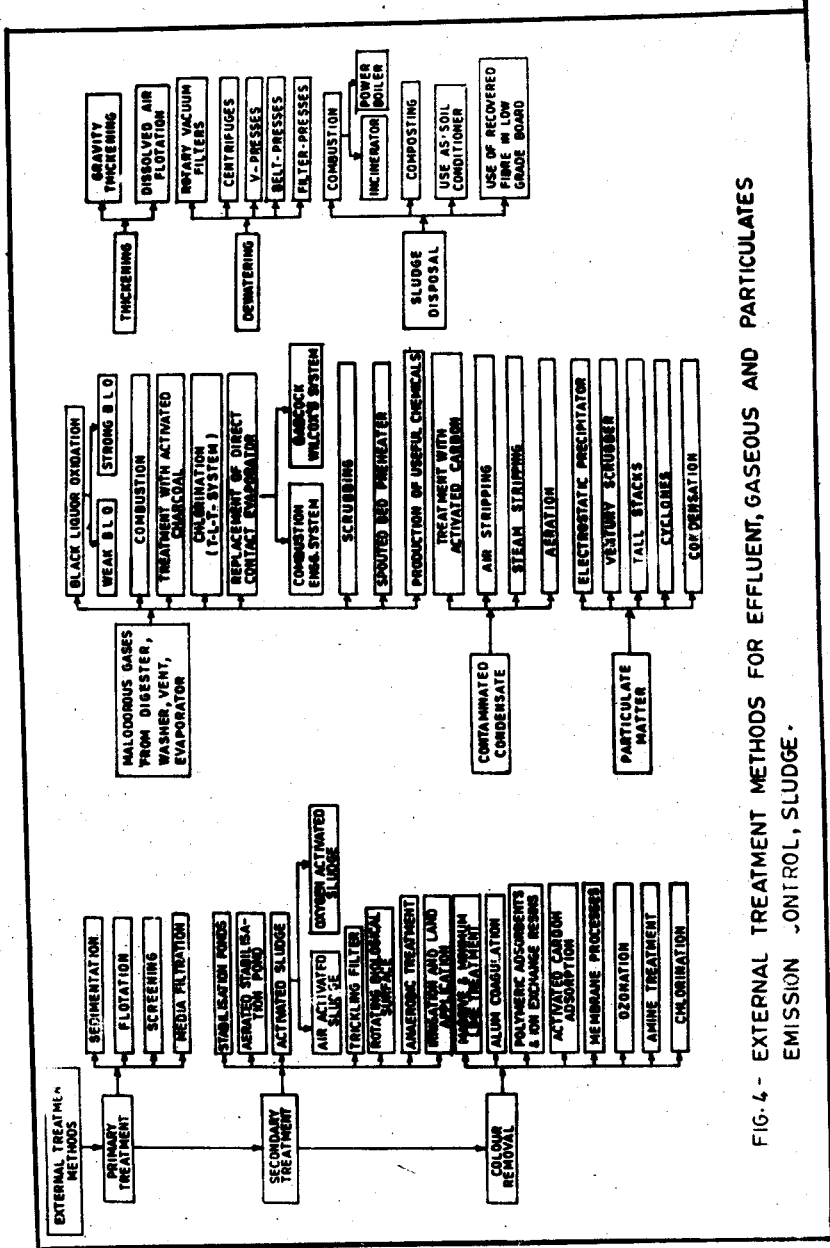 EXTERNAL TREATMEN
METHODS
PRIMARY
TREATMENT
SEDIMENTATION
FLOTATION
SCREENING
MEDIA FILTRATION
SECONDARY
TREATMENT
STABILISATION PONDS
AERATED STABILISA-
TION POND
ACTIVATED SLUDGE
AIR ACTIVATED
OXYGEN ACTIVATED
SLUDGE
TRICKLING FILTER
ROTATING BIOLOGICAL
SURFACE
ANAEROBIC TREATMENT
IRRIGATION AND LAND
APPLICATION
COLOUR
REMOVAL
& MINIMUM
LIME TREATMENT
ALUM COAGULATION
POLYMERIC ADSORBENTS
& ION EXCHANGE RESINS
ACTIVATED CARBON
ADSORPTION
MEMBRANE PROCESSES
OZONATION
AMINE TREATMENT
CHLORINATION
MALODOROUS GASES
FROM DIGESTER,
WASHER, VENT,
EVAPORATOR
BLACK LIQUOR OXIDATION
WEAK B L O
STRONG B L O
COMBUSTION
TREATMENT WITH ACTIVATED
CHARCOAL
CHLORINATION
(T-L-T- SYSTEM)
REPLACEMENT OF DIRECT
CONTACT EVAPORATOR
COMBUSTION
ENGG. SYSTEM
BABCOCK
WILCOX'S SYSTEM
SCRUBBING
SPOUTED BED PREHEATER
PRODUCTION OF USEFUL CHEMICALS
CONTAMINATED
CONDENSATE
TREATMENT WITH
ACTIVATED CARBON
AIR STRIPPING
STEAM STRIPPING
AERATION
PARTICULATE
MATTER
ELECTROSTATIC PRECIPITATOR
VENTURY SCRUBBER
TALL STACKS
CYCLONES
CONDENSATION
THICKENING
GRAVITY
THICKENING
DISSOLVED AIR
FLOTATION
DEWATERING
ROTARY VACUUM
FILTERS
CENTRIFUGES
V-PRESSES
BELT-PRESSES
FILTER-PRESSES
SLUDGE
DISPOSAL
COMBUSTION
INCINERATOR
POWER
BOILER
COMPOSTING
USE AS SOIL
CONDITIONER
USE OF RECOVERED
FIBRE IN LOW
GRADE BOARD
FIG. 4 - EXTERNAL TREATMENT METHODS FOR EFFLUENT, GASEOUS AND PARTICULATES
EMISSION ONTROL, SLUDGE.